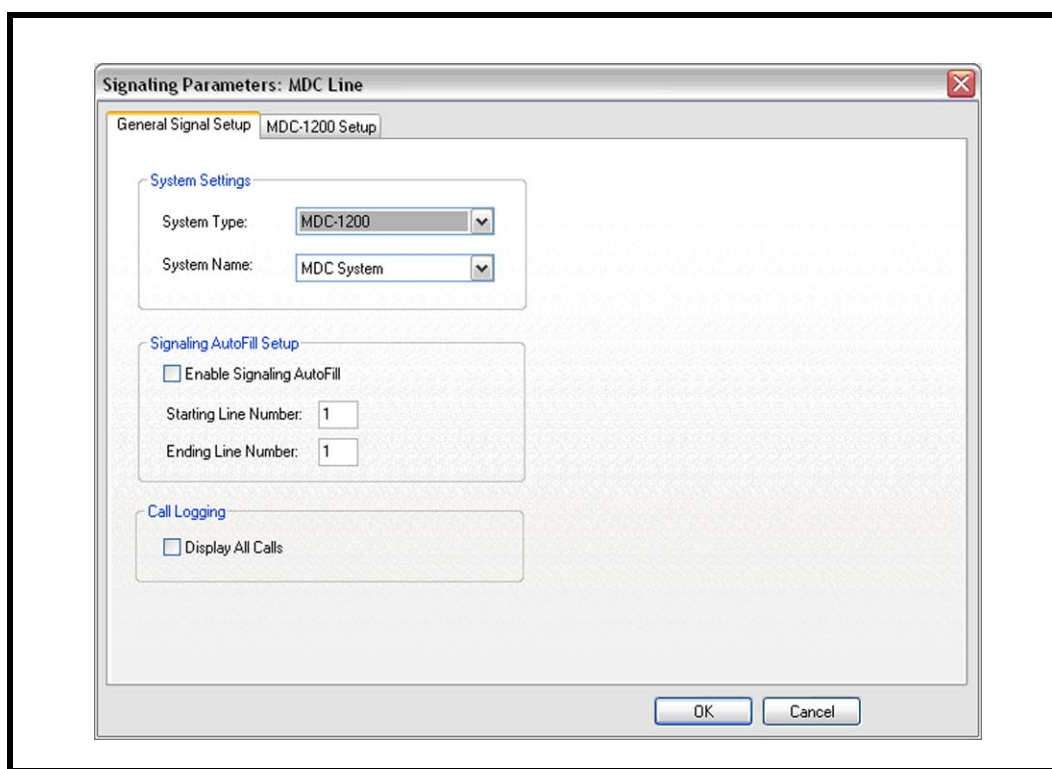 Signaling Parameters: MDC Line
General Signal Setup MDC-1200 Setup
System Settings
System Type: MDC-1200
System Name: MDC System
Signaling AutoFill Setup
Enable Signaling AutoFill
Starting Line Number: 1
Ending Line Number: 1
Call Logging
Display All Calls
OK Cancel